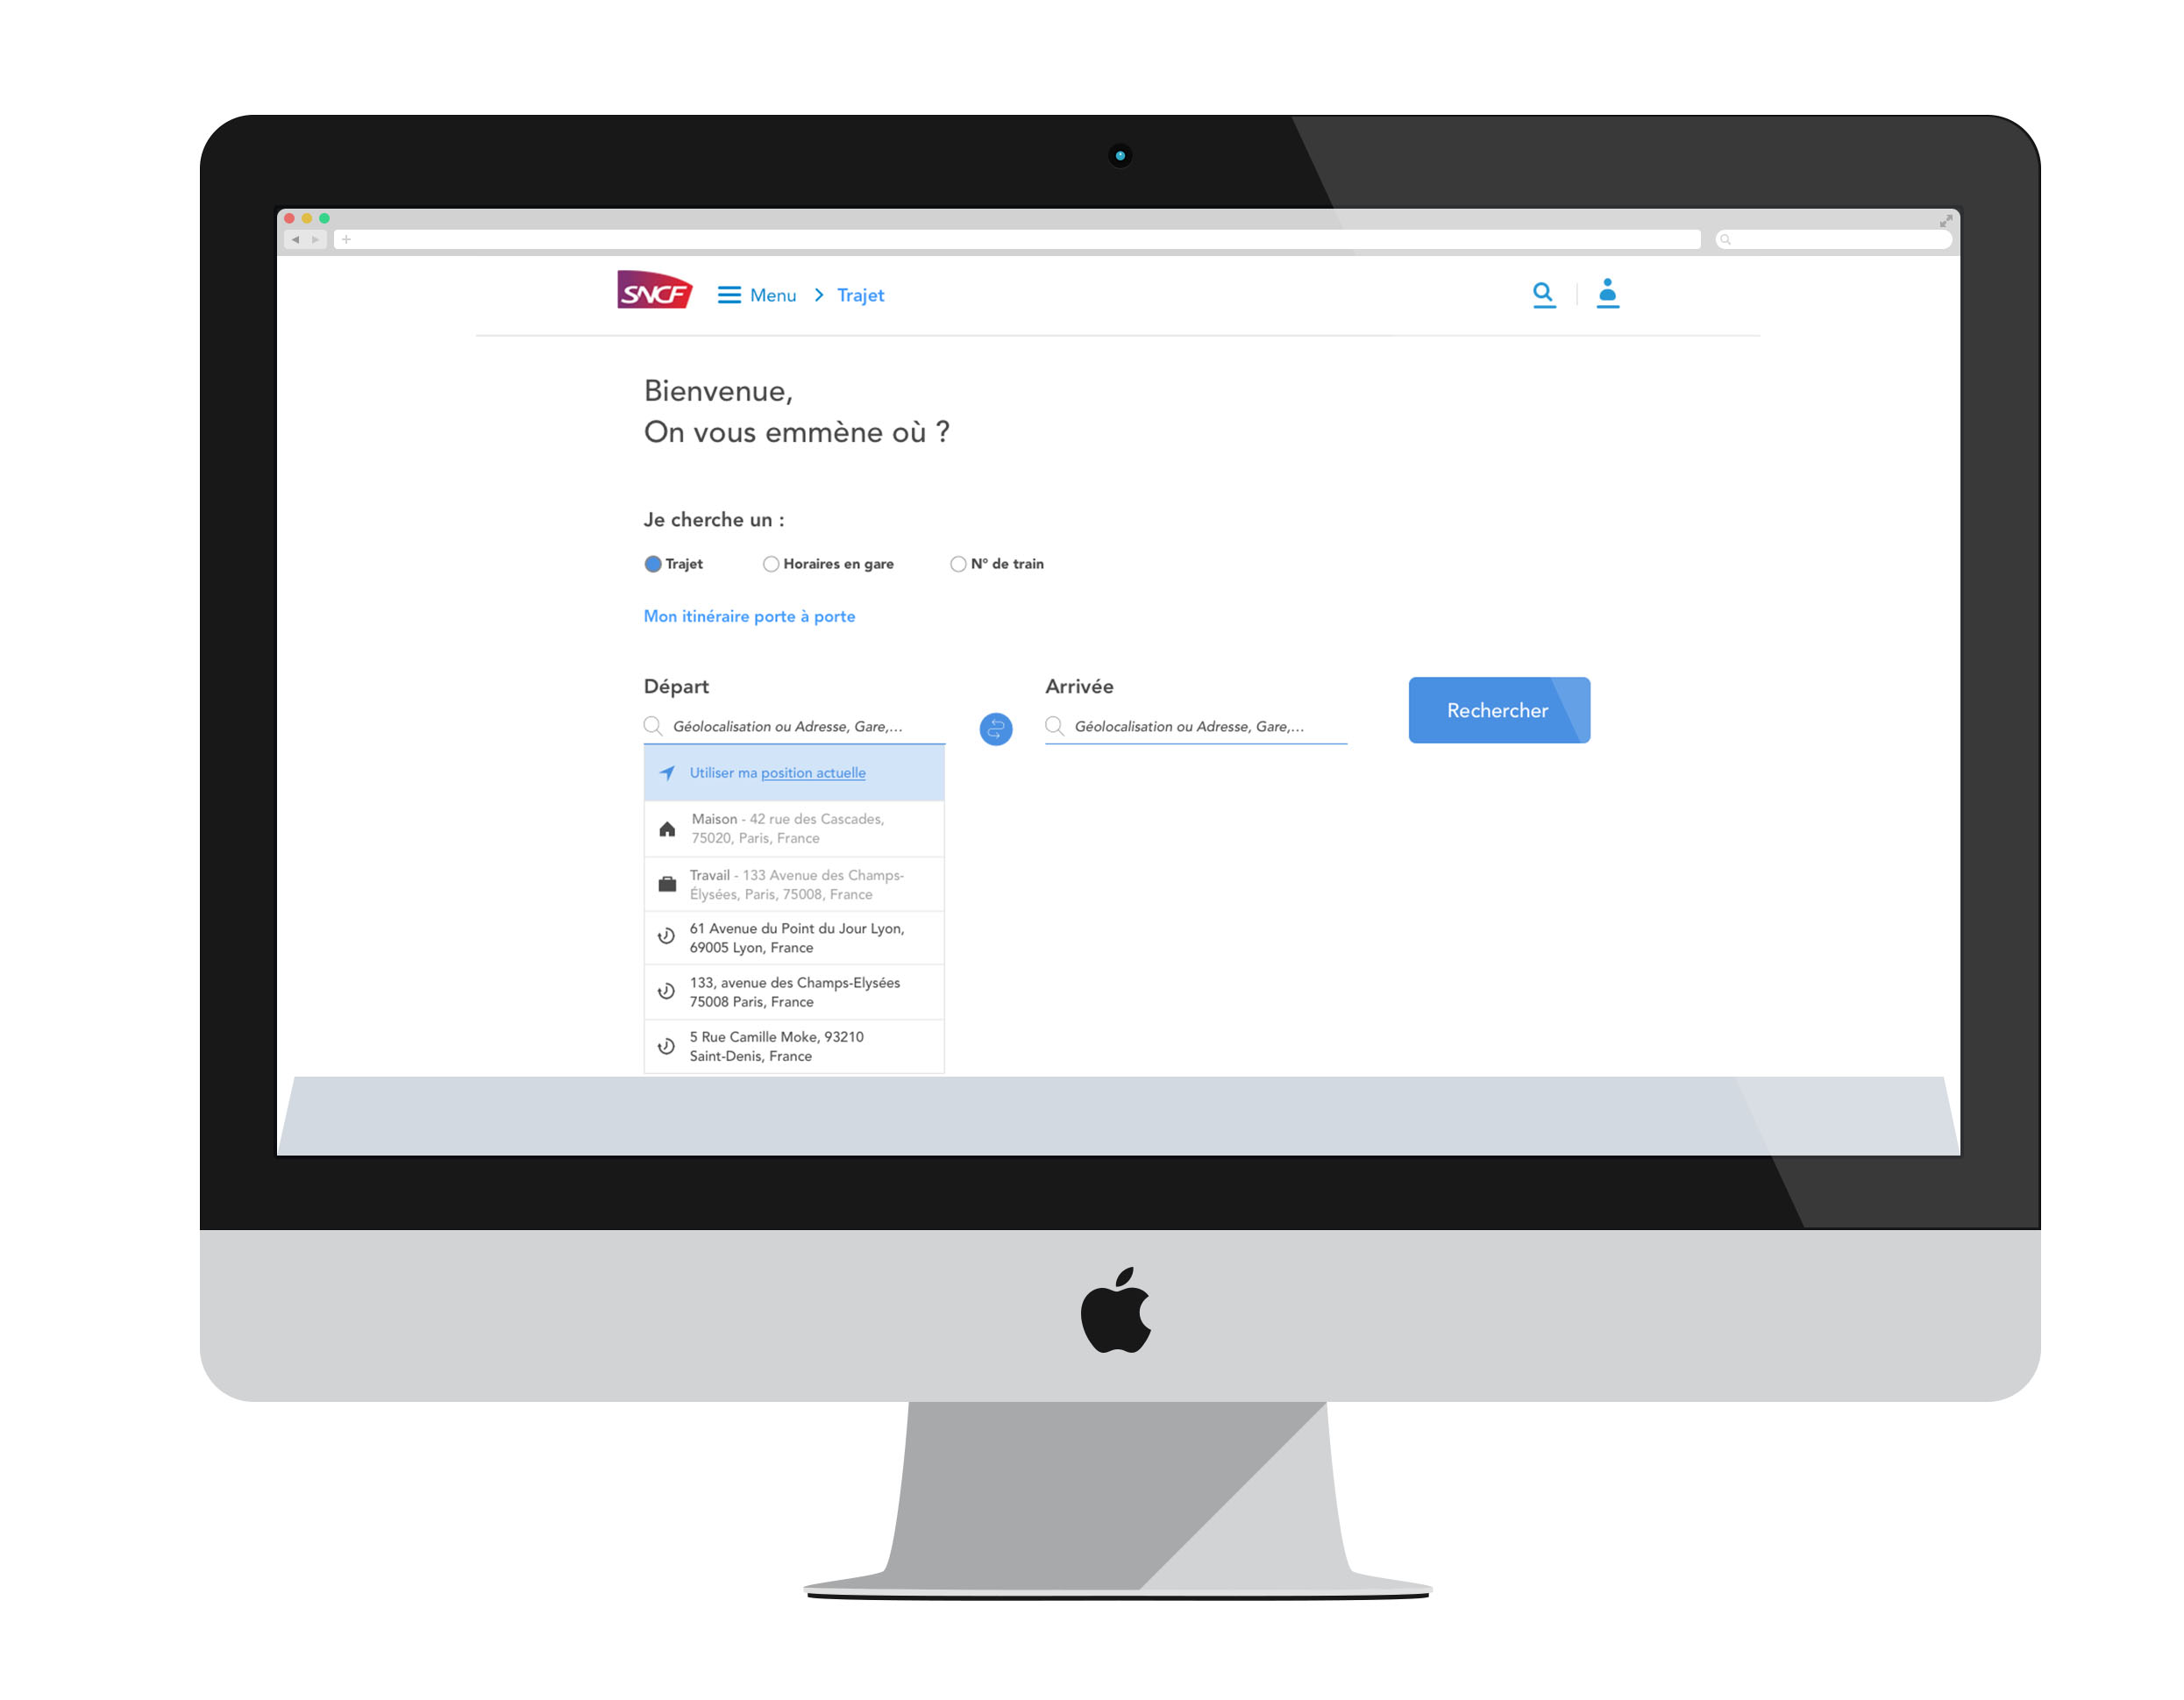 SNCF Menu > Trajet
Bienvenue,
On vous emmène où ?
Je cherche un :
Trajet Horaires en gare N° de train
Mon itinéraire porte à porte
Départ Arrivée
Géolocalisation ou Adresse, Gare,... Géolocalisation ou Adresse, Gare,... Rechercher
Utiliser ma position actuelle
Maison - 42 rue des Cascades,
75020, Paris, France
Travail - 133 Avenue des Champs-
Élysées, Paris, 75008, France
61 Avenue du Point du Jour Lyon,
69005 Lyon, France
133, avenue des Champs-Elysées
75008 Paris, France
5 Rue Camille Moke, 93210
Saint-Denis, France